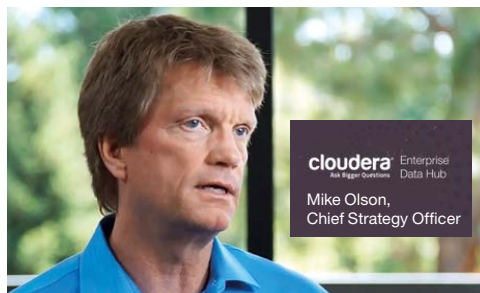 cloudera® Enterprise
Ask Bigger Questions Data Hub
Mike Olson,
Chief Strategy Officer